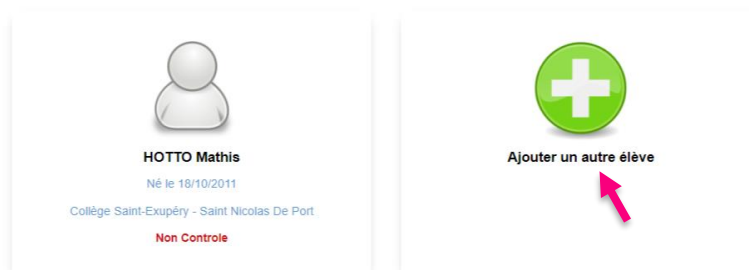 HOTTO Mathis
Né le 18/10/2011
Collège Saint-Exupéry - Saint Nicolas De Port
Non Controle
Ajouter un autre élève